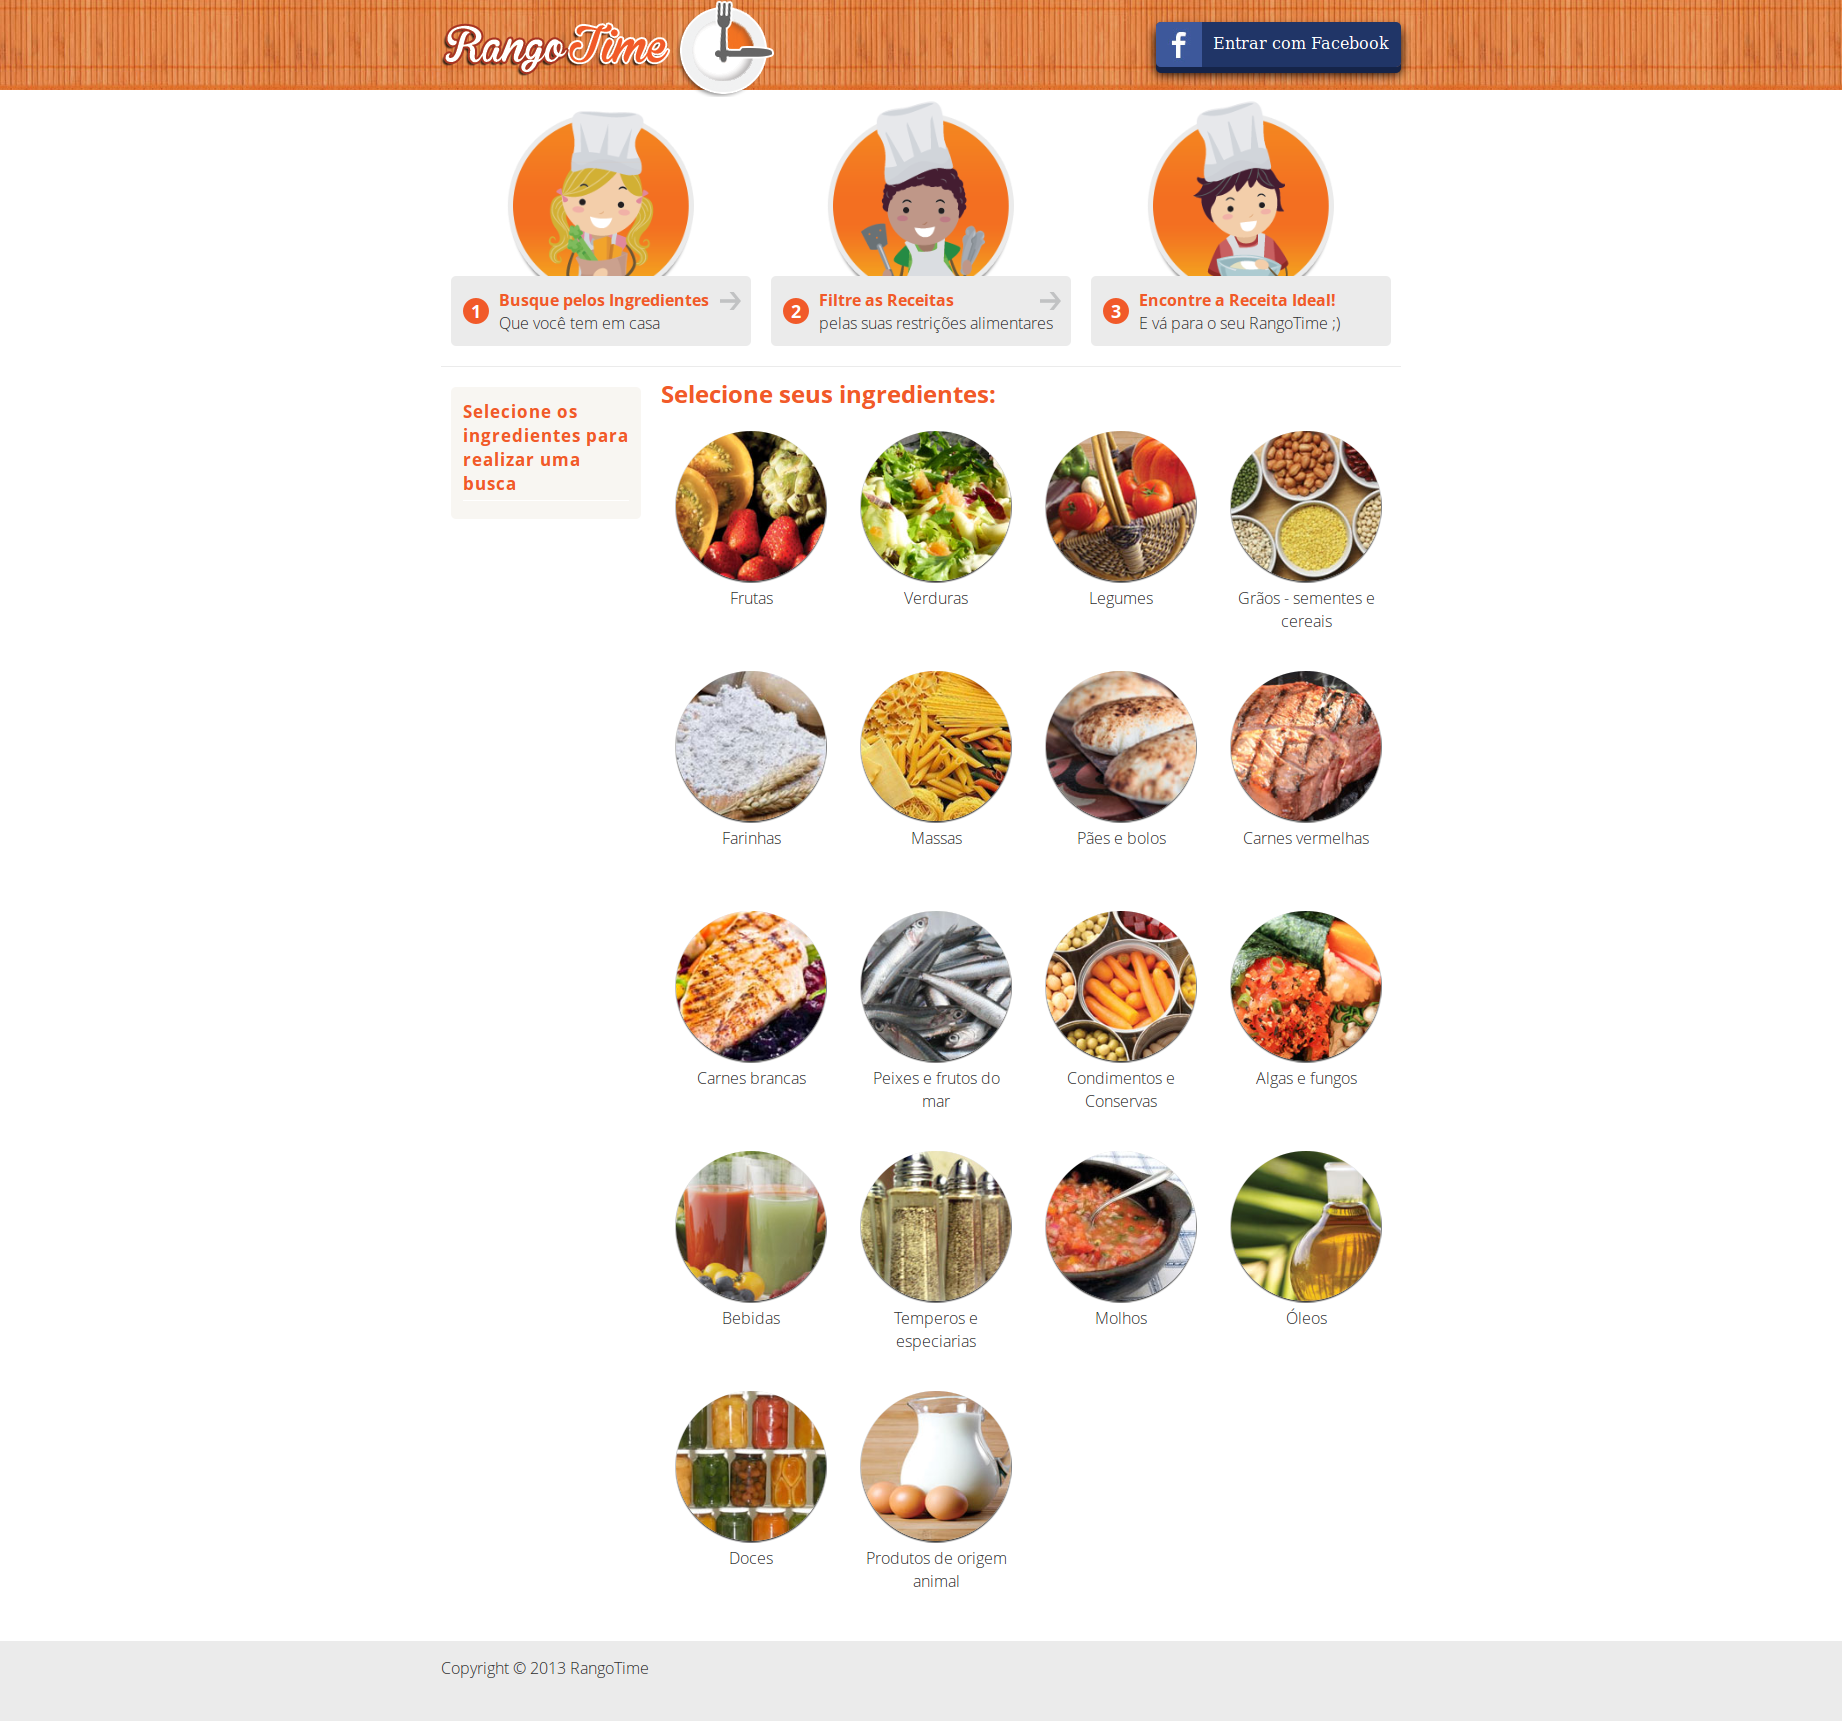 RangoTime
Entrar com Facebook
1
Busque pelos Ingredientes
Que você tem em casa
2
Filtre as Receitas
pelas suas restrições alimentares
3
Encontre a Receita Ideal!
E vá para o seu RangoTime ;)
Selecione os
ingredientes para
realizar uma
busca
Selecione seus ingredientes:
Frutas
Verduras
Legumes
Grãos - sementes e
cereais
Farinhas
Massas
Pães e bolos
Carnes vermelhas
Carnes brancas
Peixes e frutos do
mar
Condimentos e
Conservas
Algas e fungos
Bebidas
Temperos e
especiarias
Molhos
Óleos
Doces
Produtos de origem
animal
Copyright © 2013 RangoTime